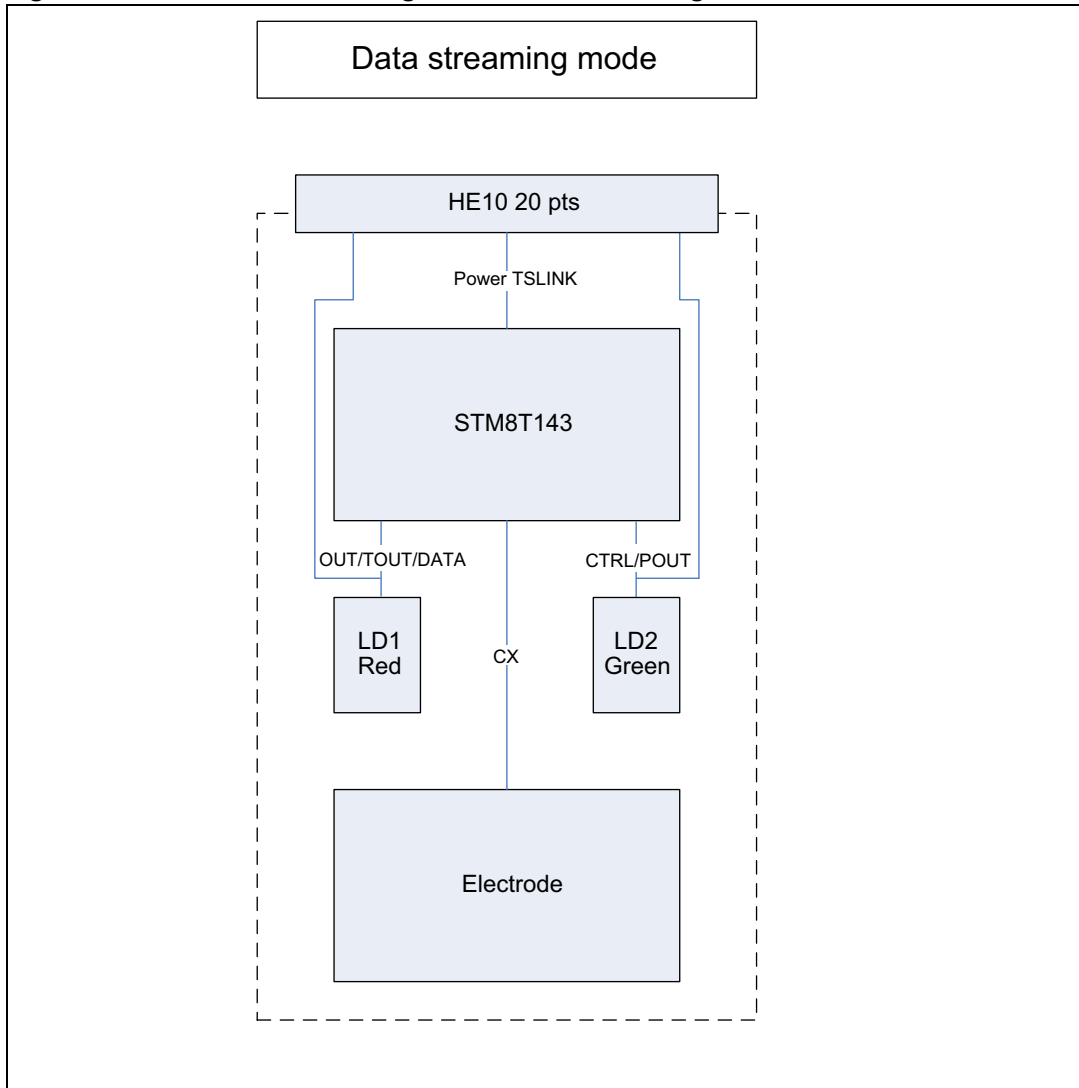 Data streaming mode
HE10 20 pts
Power TSLINK
STM8T143
OUT/TOUT/DATA
CTRL/POUT
LD1
Red
LD2
Green
CX
Electrode